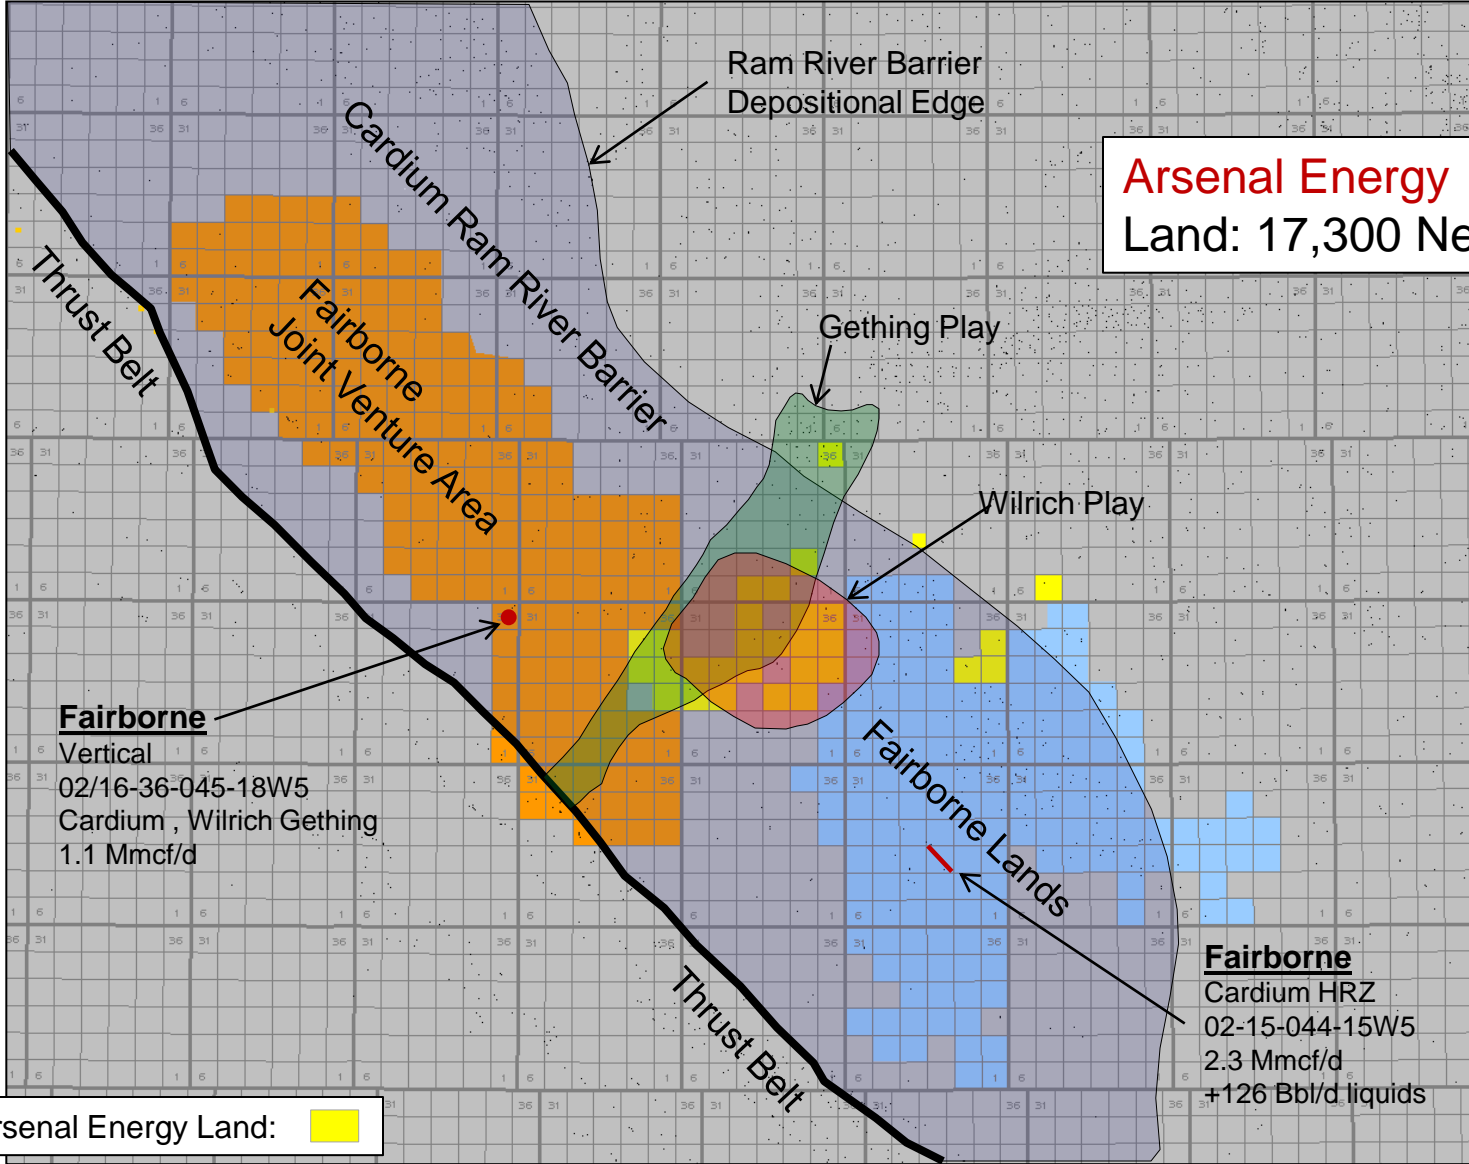 Ram River Barrier
Depositional Edge
Arsenal Energy
Land: 17,300 Ne
Cardium Ram River Barrier
Thrust Belt
Fairborne
Joint Venture Area
Gething Play
Wilrich Play
Fairborne
Vertical
02/16-36-045-18W5
Cardium , Wilrich Gething
1.1 Mmcf/d
Fairborne Lands
Thrust Belt
Fairborne
Cardium HRZ
02-15-044-15W5
2.3 Mmcf/d
+126 Bbl/d liquids
rsenal Energy Land: